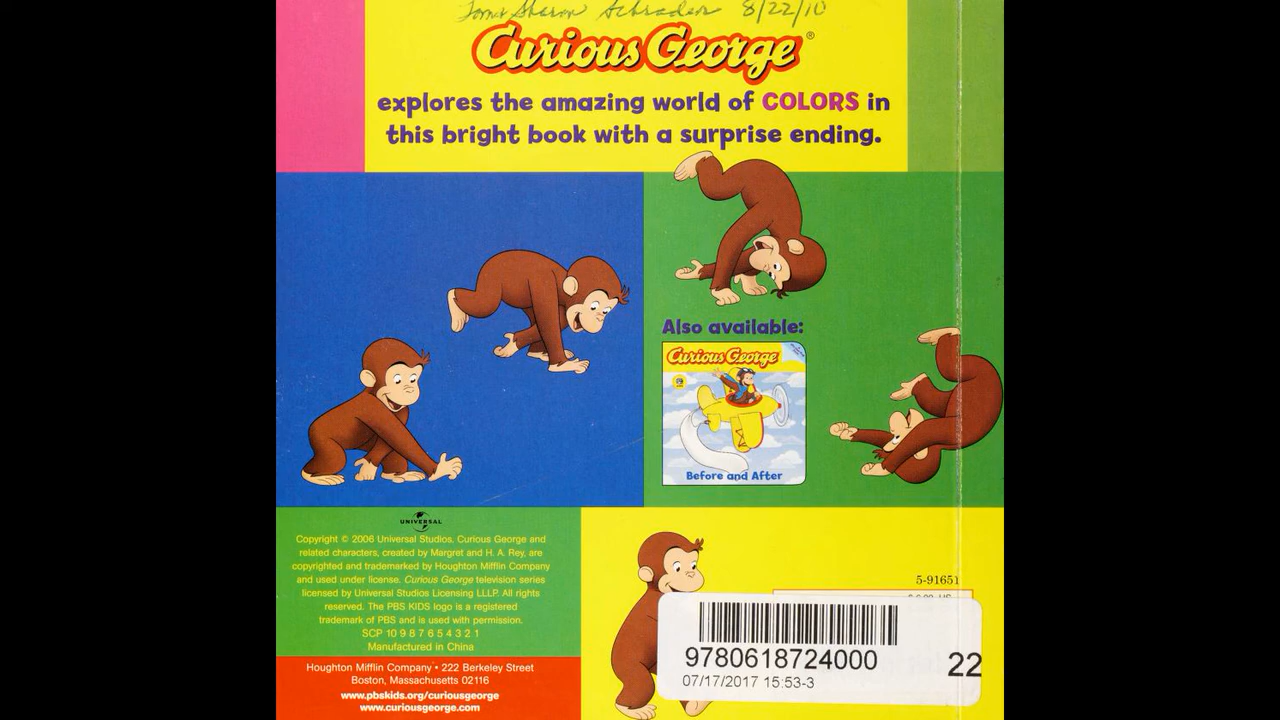 8/22/10
Curious George®
explores the amazing world of COLORS in
this bright book with a surprise ending.
Also available:
Curious George
Before and After
UNIVERSAL
Copyright © 2006 Universal Studios. Curious George and
related characters, created by Margret and H. A. Rey, are
copyrighted and trademarked by Houghton Mifflin Company
and used under license. Curious George television series
licensed by Universal Studios Licensing LLLP. All rights
reserved. The PBS KIDS logo is a registered
trademark of PBS and is used with permission.
SCP 10 9 8 7 6 5 4 3 2 1
Manufactured in China
Houghton Mifflin Company • 222 Berkeley Street
Boston, Massachusetts 02116
www.pbskids.org/curiousgeorge
www.curiousgeorge.com
5-91651
9780618724000
22
07/17/2017 15:53-3